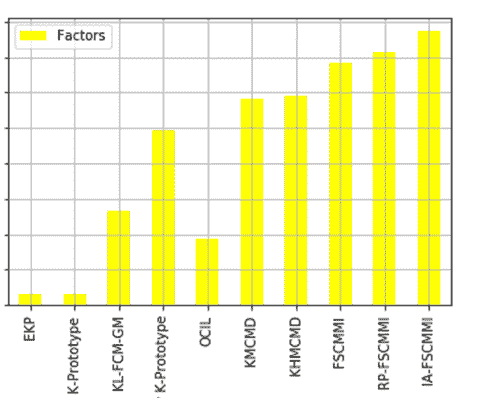 Factors
EKP
K-Prototype
KL-FCM-GM
K-Prototype
OCIL
KMCMD
KHMCMD
FSCMMI
RP-FSCMMI
IA-FSCMMI